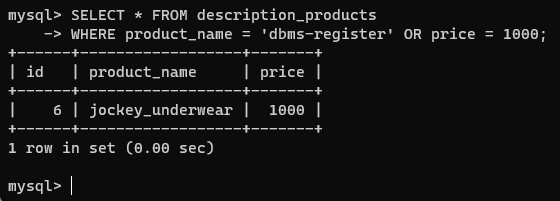 mysql> SELECT * FROM description_products
    -> WHERE product_name = 'dbms-register' OR price = 1000;
+------+-----------------+-------+
| id   | product_name    | price |
+------+-----------------+-------+
|    6 | jockey_underwear |  1000 |
+------+-----------------+-------+
1 row in set (0.00 sec)
mysql>